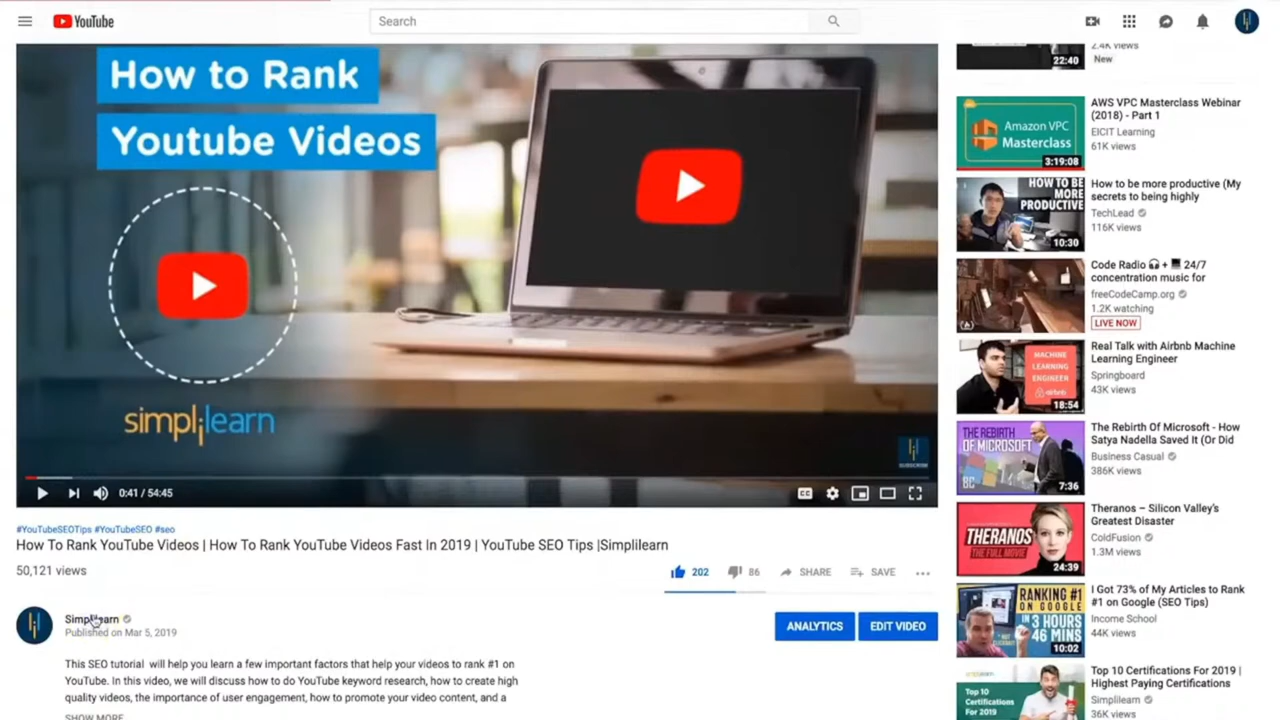 YouTube
Search
How to Rank
Youtube Videos
simplilearn
SUBSCRIBE
0:41 / 54:45
CC
#YouTubeSEOTips #YouTubeSEO #seo
How To Rank YouTube Videos | How To Rank YouTube Videos Fast In 2019 | YouTube SEO Tips |Simplilearn
50,121 views
202
86
SHARE
SAVE
Simplilearn
Published on Mar 5, 2019
ANALYTICS
EDIT VIDEO
This SEO tutorial will help you learn a few important factors that help your videos to rank #1 on
YouTube. In this video, we will discuss how to do YouTube keyword research, how to create high
quality videos, the importance of user engagement, how to promote your video content, and a
SHOW MORE
22:40
2.4K views
New
Amazon VPC
Masterclass
3:19:08
AWS VPC Masterclass Webinar
(2018) - Part 1
EICIT Learning
61K views
HOW TO BE
MORE
PRODUCTIVE
10:30
How to be more productive (My
secrets to being highly
TechLead
116K views
Code Radio + 24/7
concentration music for
freeCodeCamp.org
1.2K watching
LIVE NOW
MACHINE
LEARNING
ENGINEER
airbnb
18:54
Real Talk with Airbnb Machine
Learning Engineer
Springboard
43K views
THE REBIRTH
OF MICROSOFT
BC
7:36
The Rebirth Of Microsoft - How
Satya Nadella Saved It (Or Did
Business Casual
386K views
THERANOS
THE FULL MOVIE
24:39
Theranos – Silicon Valley's
Greatest Disaster
ColdFusion
1.3M views
RANKING #1
ON GOOGLE
IN 3 HOURS
46 MINS
10:02
I Got 73% of My Articles to Rank
#1 on Google (SEO Tips)
Income School
44K views
Top 10
Certifications
For 2019
Top 10 Certifications For 2019 |
Highest Paying Certifications
Simplilearn
36K views